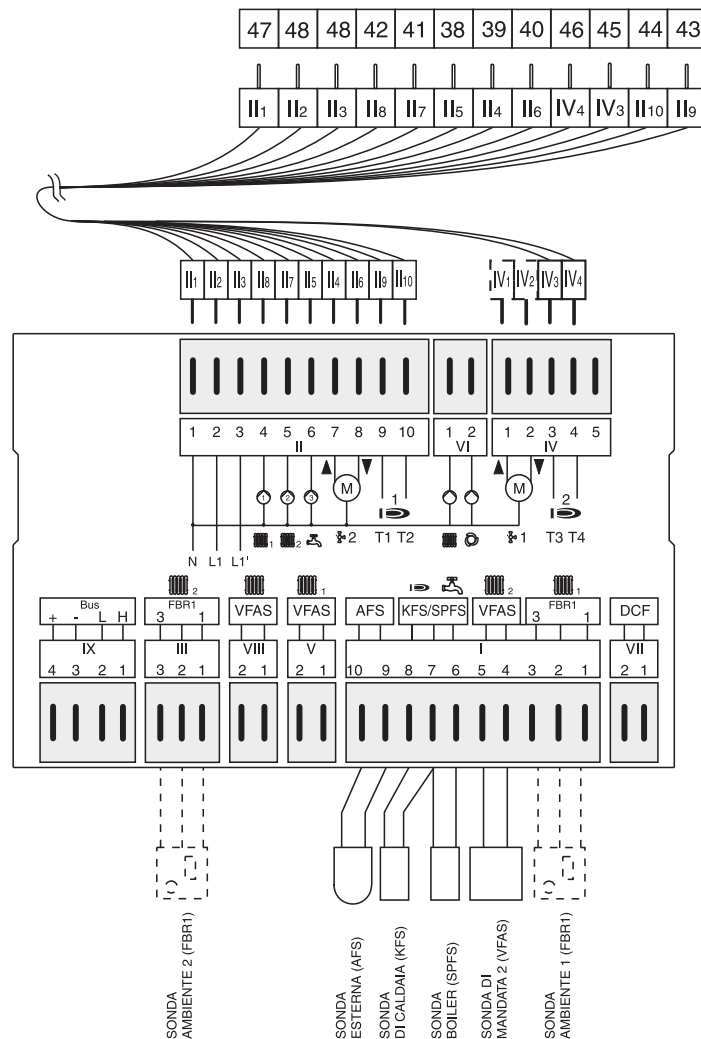 47 48 48 42 41 38 39 40 46 45 44 43
II1 II2 II3 II8 II7 II5 II4 II6 IV4 IV3 II10 II9
II1 II2 II3 II8 II7 II5 II4 II6 II9 II10 IV1 IV2 IV3 IV4
1 2 3 4 5 6 7 8 9 10 1 2 1 2 3 4 5
II VI IV
1 2 3 M 1 M 2
1 2 2 T1 T2 1 T3 T4
N L1 L1'
2 1 2
Bus FBR1 VFAS VFAS AFS KFS/SPFS VFAS FBR1 1 DCF
+ - L H 3 1 3 1
IX III VIII V I VII
4 3 2 1 3 2 1 2 1 2 1 10 9 8 7 6 5 4 3 2 1 2 1
SONDA
AMBIENTE 2 (FBR1)
SONDA
ESTERNA (AFS)
SONDA
DI CALDAIA (KFS)
SONDA
BOILER (SPFS)
SONDA DI
MANDATA 2 (VFAS)
SONDA
AMBIENTE 1 (FBR1)